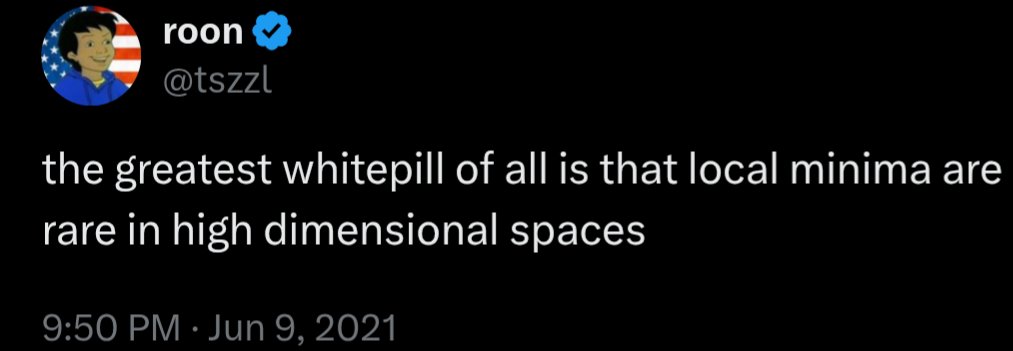 roon
@tszzl
the greatest whitepill of all is that local minima are
rare in high dimensional spaces
9:50 PM · Jun 9, 2021